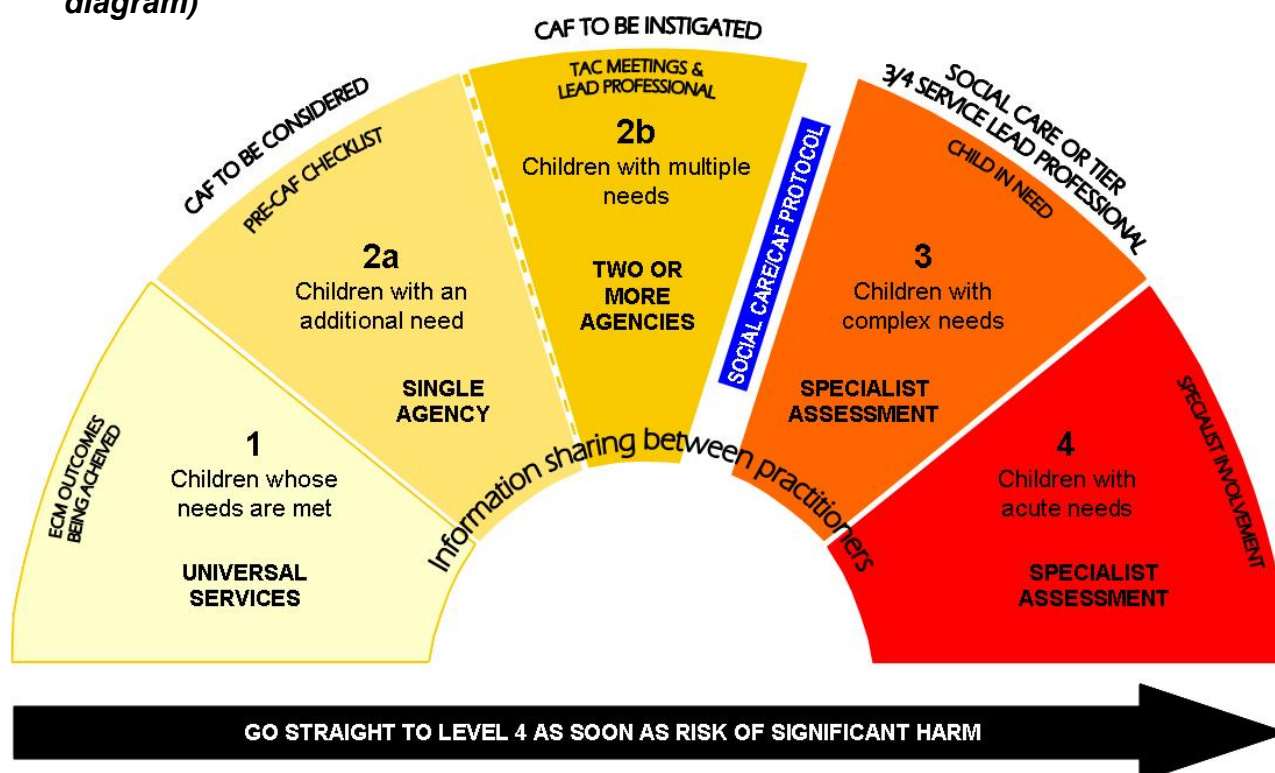 diagram)
CAF TO BE INSTIGATED
TAC MEETINGS &
LEAD PROFESSIONAL
2b
Children with multiple
needs
TWO OR
MORE
AGENCIES
CAF TO BE CONSIDERED
PRE-CAF CHECKLIST
2a
Children with an
additional need
SINGLE
AGENCY
ECM OUTCOMES
BEING ACHEIVED
1
Children whose
needs are met
UNIVERSAL
SERVICES
SOCIAL CARE/CAF PROTOCOL
SOCIAL CARE OR TIER
3/4 SERVICE LEAD PROFESSIONAL
CHILD IN NEED
3
Children with
complex needs
SPECIALIST
ASSESSMENT
SPECIALIST INVOLVEMENT
4
Children with
acute needs
SPECIALIST
ASSESSMENT
Information sharing between practitioners
GO STRAIGHT TO LEVEL 4 AS SOON AS RISK OF SIGNIFICANT HARM